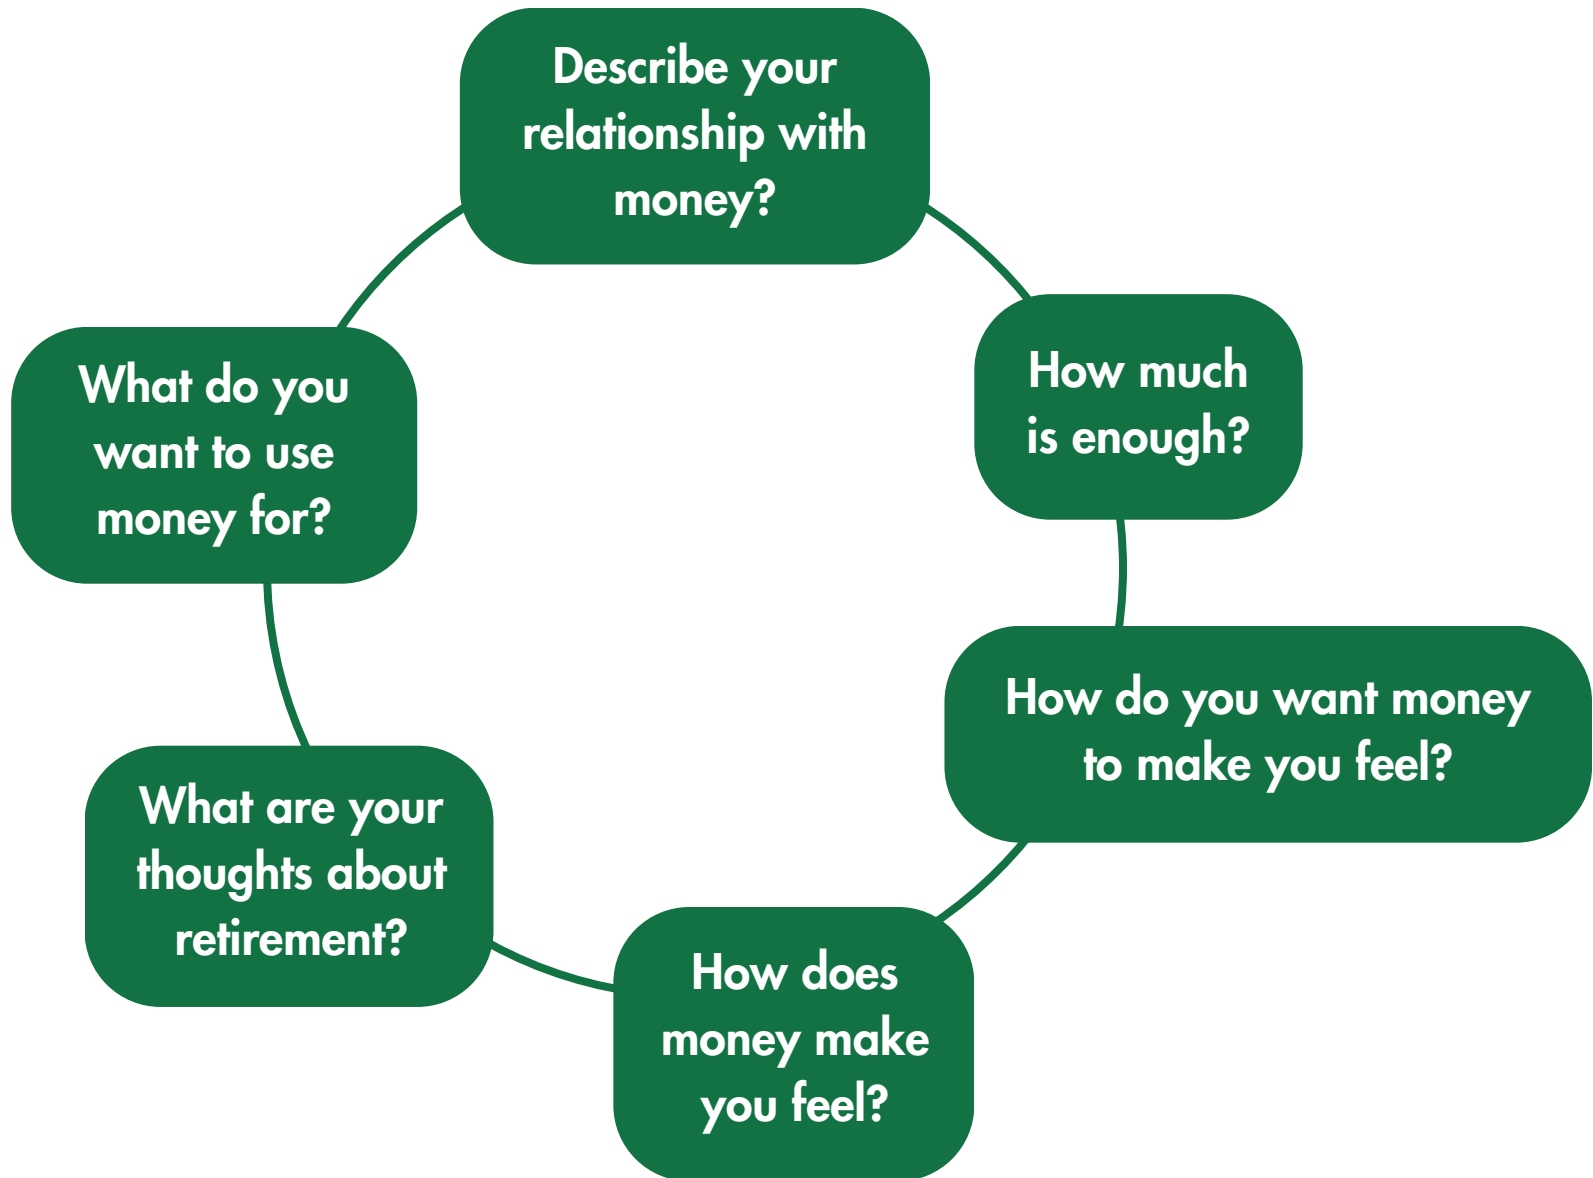 Describe your
relationship with
money?
How much
is enough?
How do you want money
to make you feel?
How does
money make
you feel?
What are your
thoughts about
retirement?
What do you
want to use
money for?